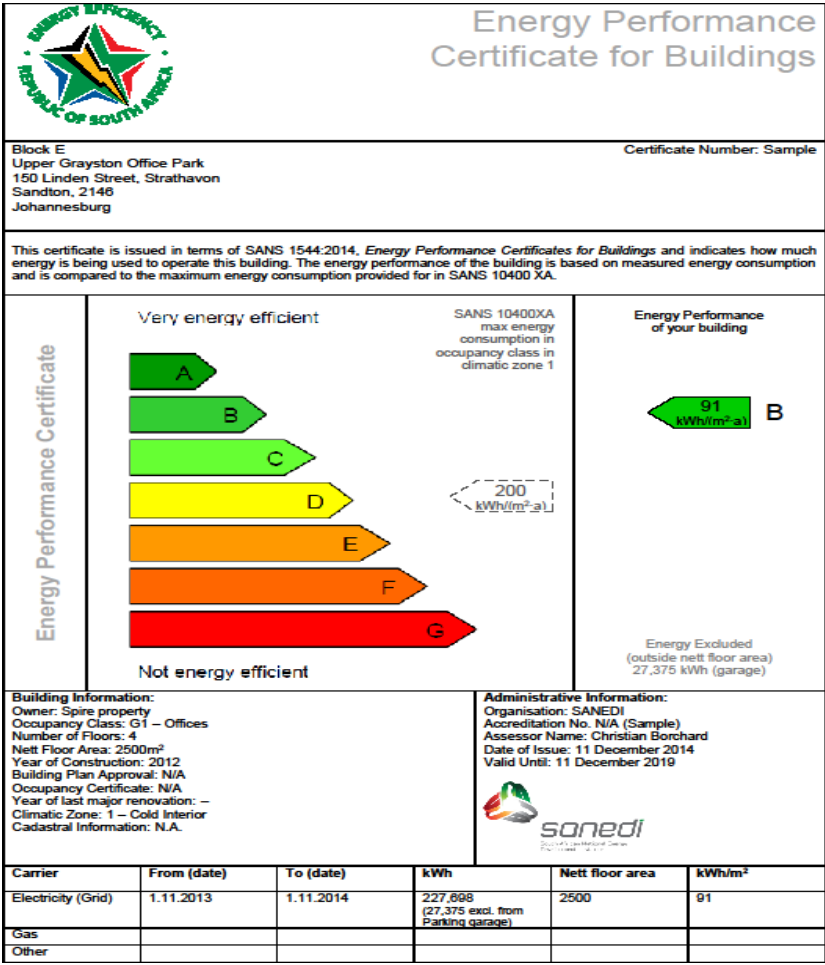 ENERGY EFFICIENCY
REPUBLIC OF SOUTH AFRICA
Energy Performance
Certificate for Buildings
Block E
Upper Grayston Office Park
150 Linden Street, Strathavon
Sandton, 2146
Johannesburg
Certificate Number: Sample
This certificate is issued in terms of SANS 1544:2014, Energy Performance Certificates for Buildings and indicates how much
energy is being used to operate this building. The energy performance of the building is based on measured energy consumption
and is compared to the maximum energy consumption provided for in SANS 10400 XA.
Energy Performance Certificate
Very energy efficient
A
B
C
D
E
F
G
Not energy efficient
SANS 10400XA
max energy
consumption in
occupancy class in
climatic zone 1
200
kWh/(m²·a)
Energy Performance
of your building
91
kWh/(m²·a)
B
Energy Excluded
(outside nett floor area)
27,375 kWh (garage)
Building Information:
Owner: Spire property
Occupancy Class: G1 – Offices
Number of Floors: 4
Nett Floor Area: 2500m²
Year of Construction: 2012
Building Plan Approval: N/A
Occupancy Certificate: N/A
Year of last major renovation: –
Climatic Zone: 1 – Cold Interior
Cadastral Information: N.A.
Administrative Information:
Organisation: SANEDI
Accreditation No. N/A (Sample)
Assessor Name: Christian Borchard
Date of Issue: 11 December 2014
Valid Until: 11 December 2019
sanedi
Carrier From (date) To (date) kWh Nett floor area kWh/m²
Electricity (Grid) 1.11.2013 1.11.2014 227,698 2500 91
(27,375 excl. from
Parking garage)
Gas
Other